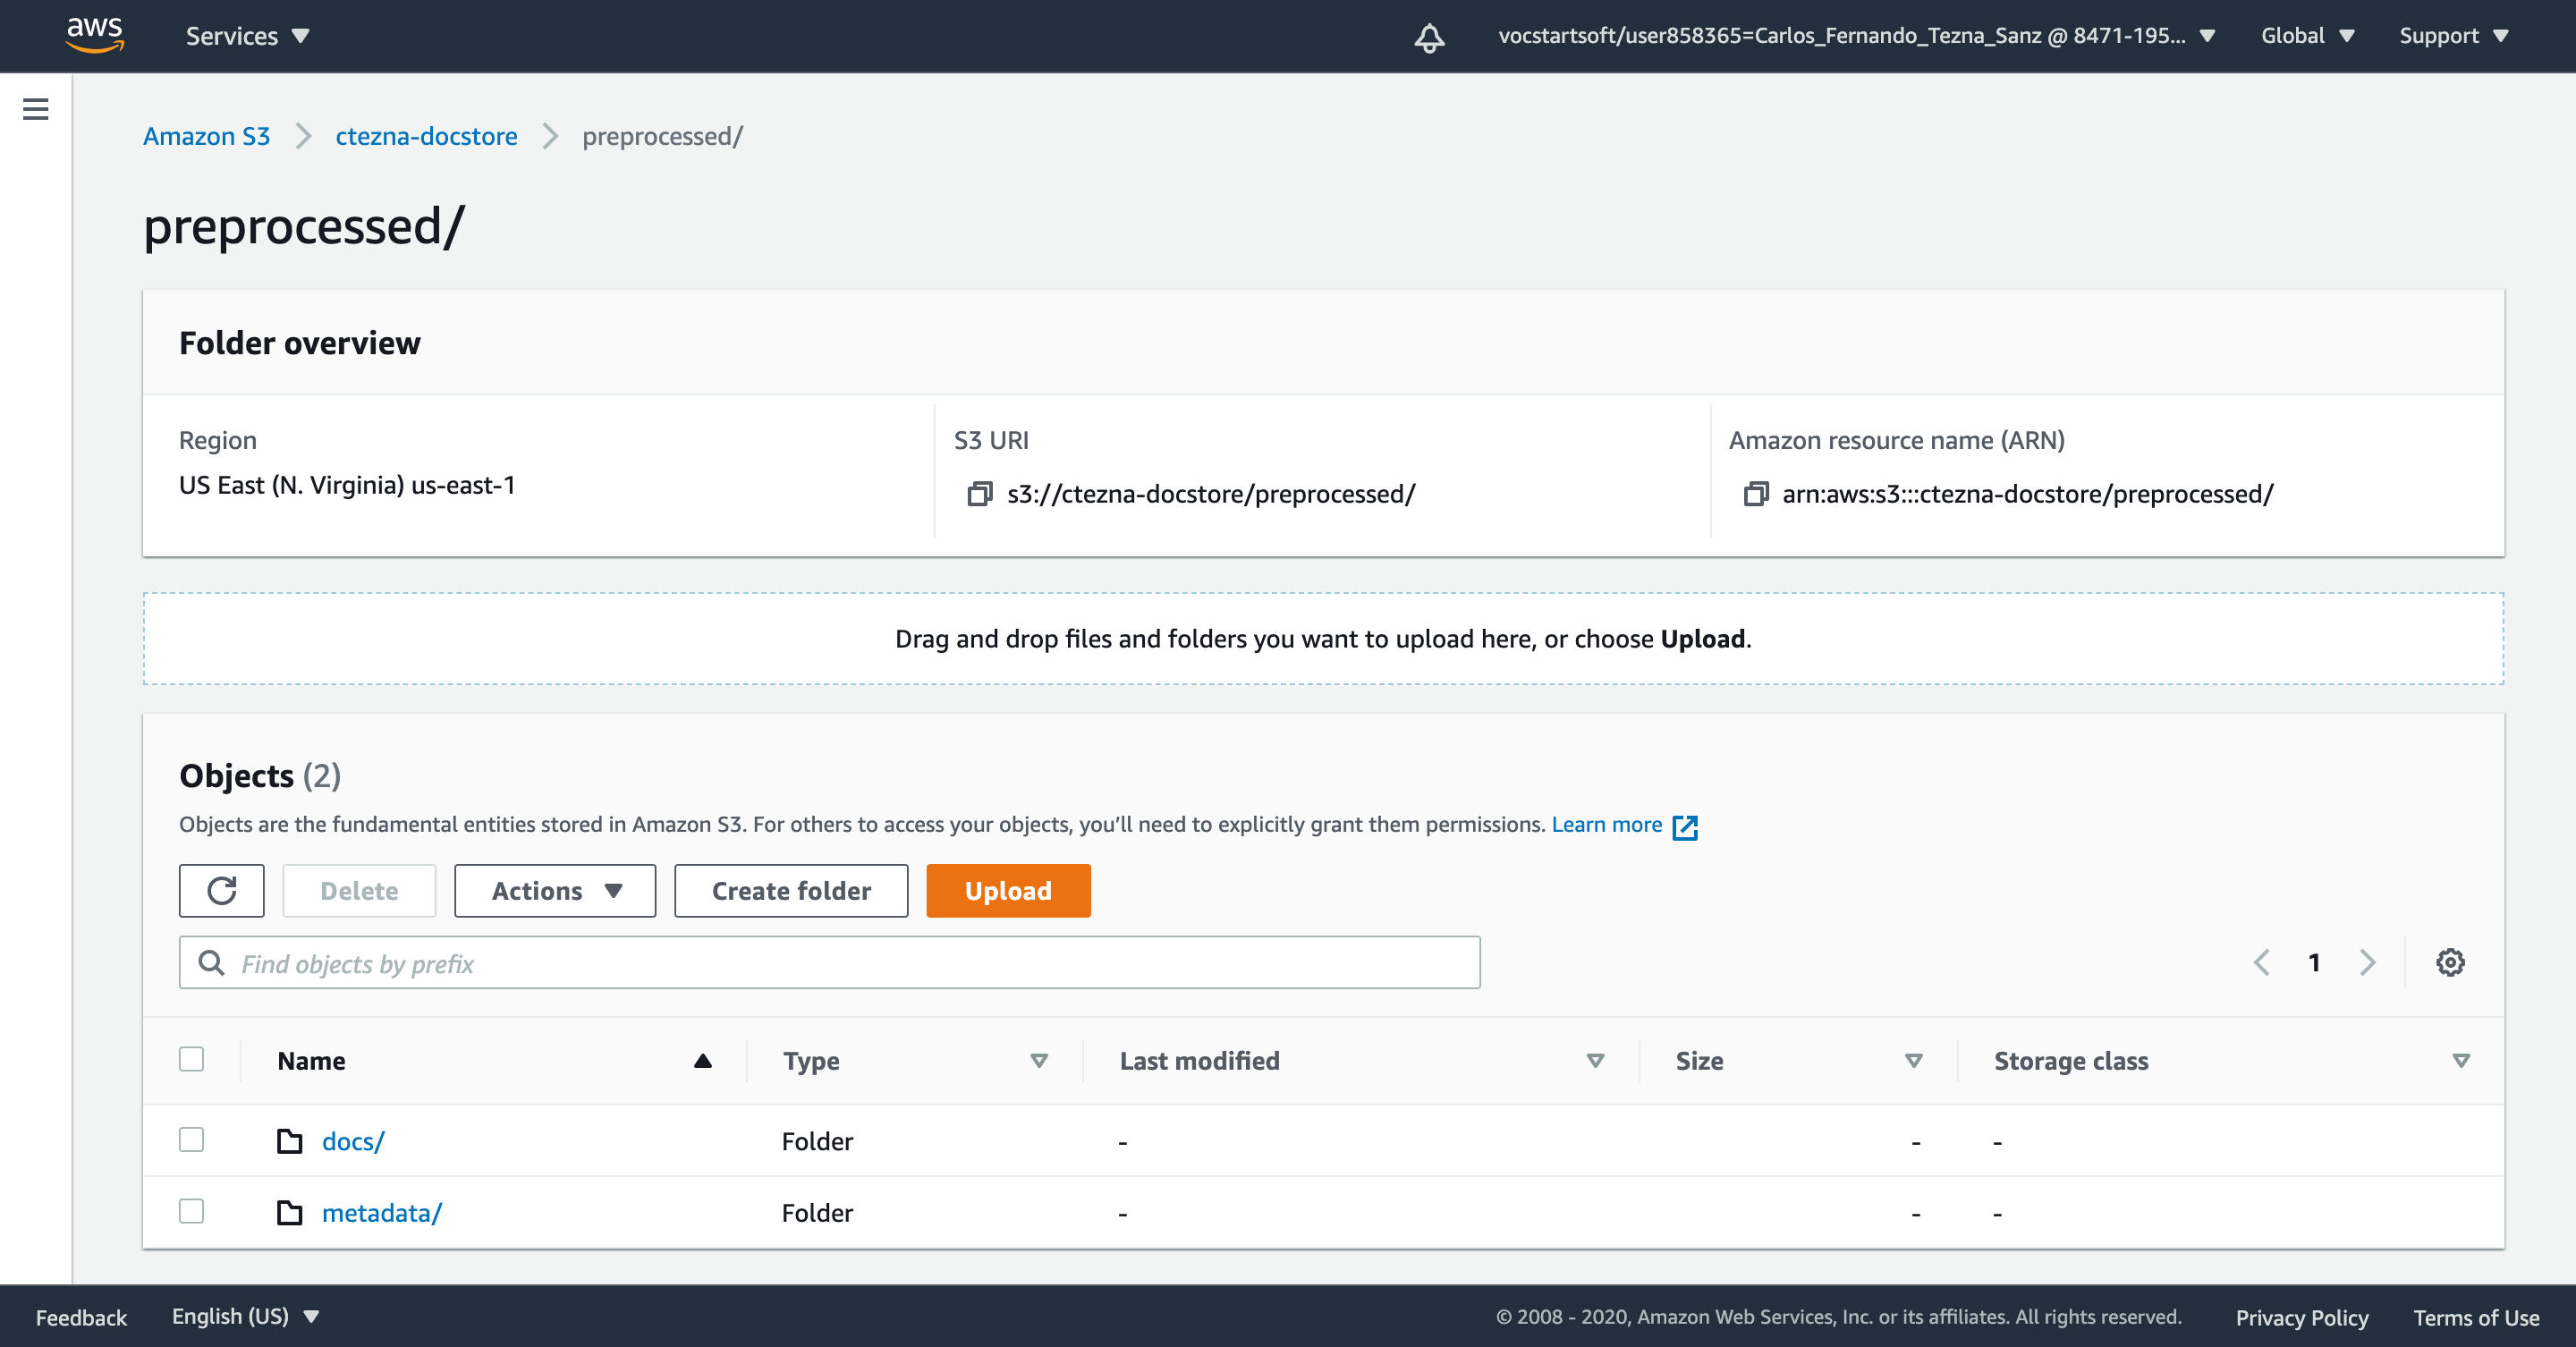 aws Services vocstartsoft/user858365=Carlos_Fernando_Tezna_Sanz @ 8471-195... Global Support
Amazon S3 ctezna-docstore preprocessed/
preprocessed/
Folder overview
Region S3 URI Amazon resource name (ARN)
US East (N. Virginia) us-east-1 s3://ctezna-docstore/preprocessed/ arn:aws:s3:::ctezna-docstore/preprocessed/
Drag and drop files and folders you want to upload here, or choose Upload.
Objects (2)
Objects are the fundamental entities stored in Amazon S3. For others to access your objects, you’ll need to explicitly grant them permissions. Learn more
Delete Actions Create folder Upload
Find objects by prefix 1
Name Type Last modified Size Storage class
docs/ Folder - - -
metadata/ Folder - - -
Feedback English (US) © 2008 - 2020, Amazon Web Services, Inc. or its affiliates. All rights reserved. Privacy Policy Terms of Use